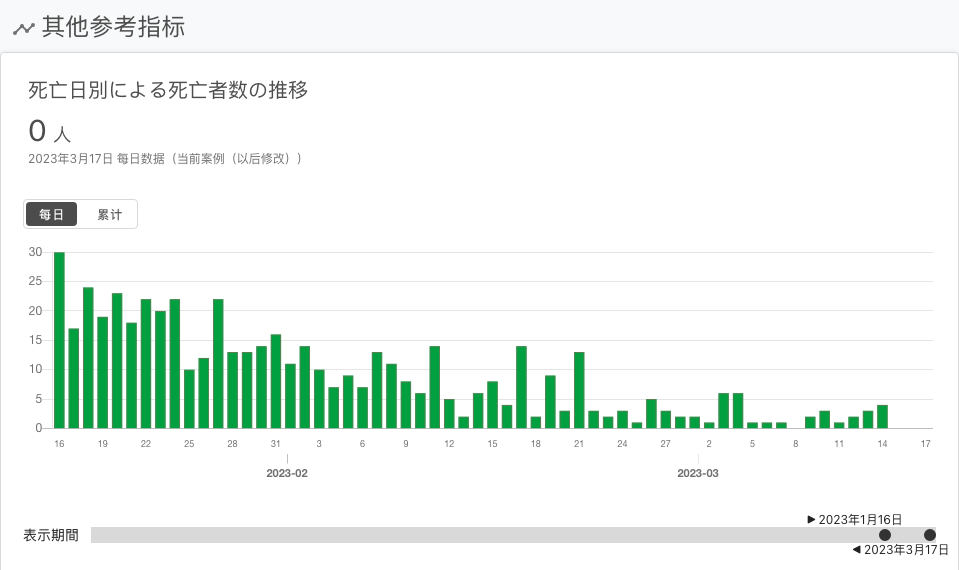 其他参考指标
死亡日別による死亡者数の推移
0 人
2023年3月17日 每日数据（当前案例（以后修改））
每日 累计
30
25
20
15
10
5
0
16 19 22 25 28 31 3 6 9 12 15 18 21 24 27 2 5 8 11 14 17
2023-02 2023-03
2023年1月16日
表示期間
2023年3月17日